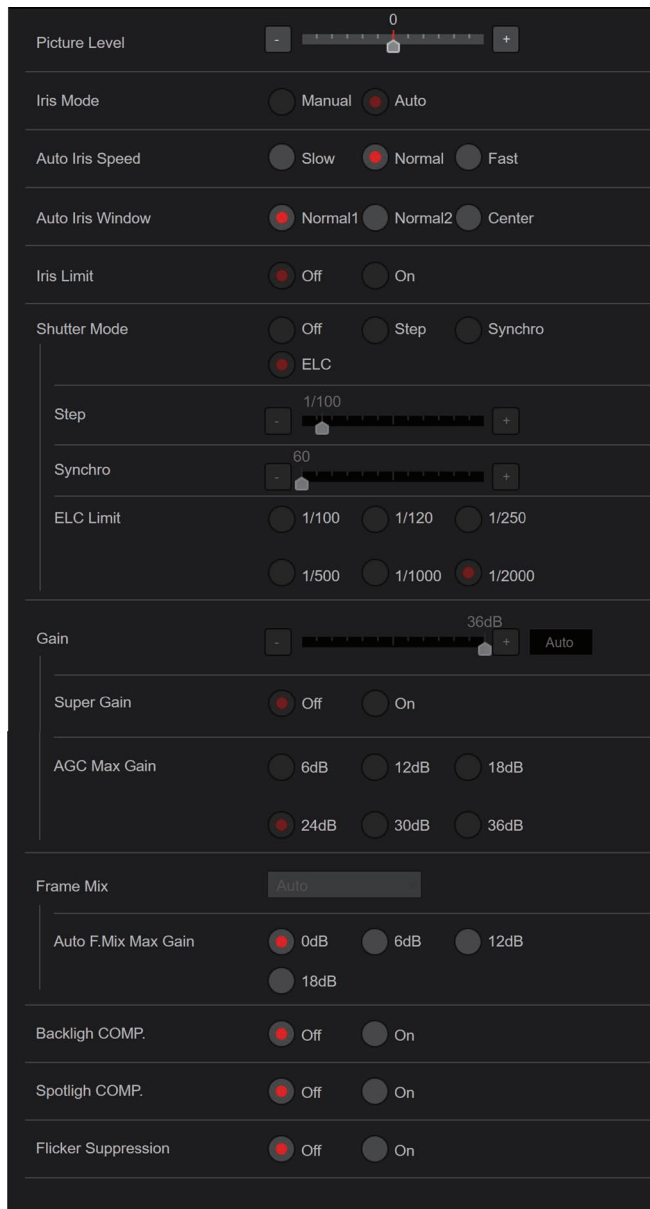 0
Picture Level - +
Iris Mode Manual Auto
Auto Iris Speed Slow Normal Fast
Auto Iris Window Normal1 Normal2 Center
Iris Limit Off On
Shutter Mode Off Step Synchro
ELC
1/100
Step - +
60
Synchro - +
ELC Limit 1/100 1/120 1/250
1/500 1/1000 1/2000
36dB
Gain - + Auto
Super Gain Off On
AGC Max Gain 6dB 12dB 18dB
24dB 30dB 36dB
Frame Mix Auto
Auto F.Mix Max Gain 0dB 6dB 12dB
18dB
Backligh COMP. Off On
Spotligh COMP. Off On
Flicker Suppression Off On